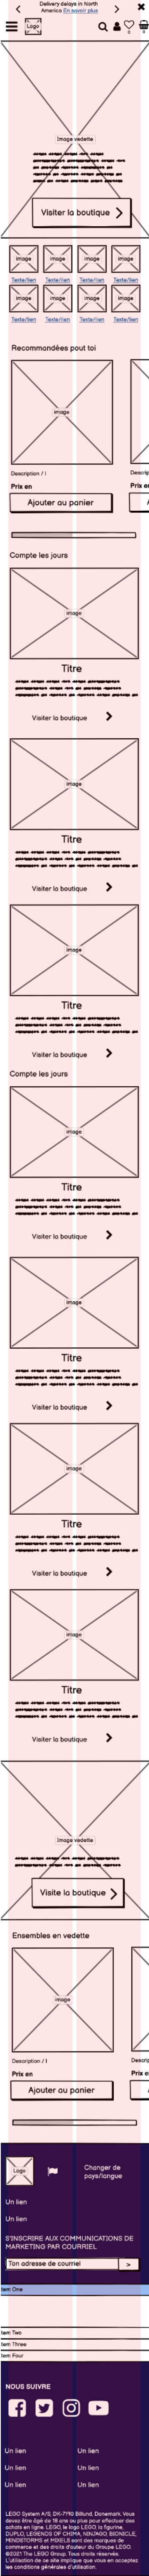 Delivery delays in North
America En savoir plus
Logo
0
0
Image vedette
Visiter la boutique
Image
Image
Image
Image
Texte/lien
Texte/lien
Texte/lien
Texte/lien
Image
Image
Image
Image
Texte/lien
Texte/lien
Texte/lien
Texte/lien
Recommandées pout toi
Image
Description / l
Descrip
Prix en
Prix en
Ajouter au panier
Compte les jours
Image
Titre
Visiter la boutique
Image
Titre
Visiter la boutique
Image
Titre
Visiter la boutique
Compte les jours
Image
Titre
Visiter la boutique
Image
Titre
Visiter la boutique
Image
Titre
Visiter la boutique
Image
Titre
Visiter la boutique
Image vedette
Visite la boutique
Ensembles en vedette
Image
Description / l
Descrip
Prix en
Prix en
Ajouter au panier
Logo
Changer de
pays/langue
Un lien
Un lien
S'INSCRIRE AUX COMMUNICATIONS DE
MARKETING PAR COURRIEL
Ton adresse de courriel
>
Item One
Item Two
Item Three
Item Four
NOUS SUIVRE
Un lien
Un lien
Un lien
Un lien
Un lien
Un lien
LEGO System A/S, DK-7190 Billund, Danemark. Vous
devez être âgé de 18 ans ou plus pour effectuer des
achats en ligne. LEGO, le logo LEGO, la figurine,
DUPLO, LEGENDS OF CHIMA, NINJAGO, BIONICLE,
MINDSTORMS et MIXELS sont des marques de
commerce et des droits d'auteur du Groupe LEGO.
©2021 The LEGO Group. Tous droits réservés.
L'utilisation de ce site implique que vous en acceptez
les conditions générales d'utilisation.